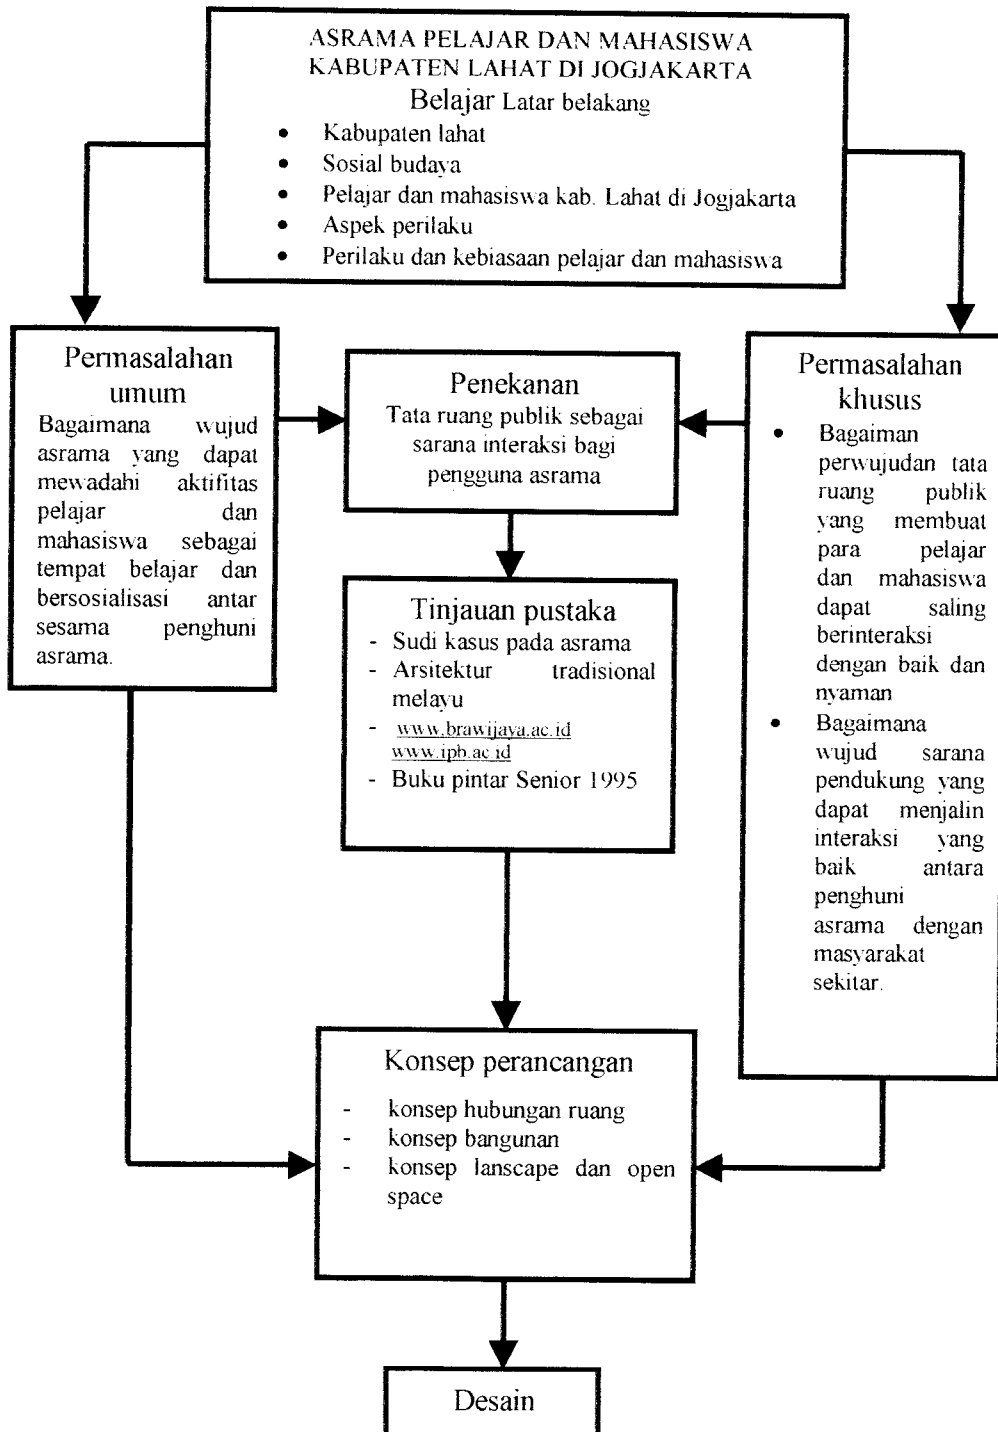 ASRAMA PELAJAR DAN MAHASISWA
KABUPATEN LAHAT DI JOGJAKARTA
Belajar Latar belakang
• Kabupaten lahat
• Sosial budaya
• Pelajar dan mahasiswa kab. Lahat di Jogjakarta
• Aspek perilaku
• Perilaku dan kebiasaan pelajar dan mahasiswa
Permasalahan
umum
Bagaimana wujud
asrama yang dapat
mewadahi aktifitas
pelajar dan
mahasiswa sebagai
tempat belajar dan
bersosialisasi antar
sesama penghuni
asrama.
Penekanan
Tata ruang publik sebagai
sarana interaksi bagi
pengguna asrama
Permasalahan
khusus
• Bagaiman
perwujudan tata
ruang publik
yang membuat
para pelajar
dan mahasiswa
dapat saling
berinteraksi
dengan baik dan
nyaman
• Bagaimana
wujud sarana
pendukung yang
dapat menjalin
interaksi yang
baik antara
penghuni
asrama dengan
masyarakat
sekitar.
Tinjauan pustaka
- Sudi kasus pada asrama
- Arsitektur tradisional
melayu
- www.brawijaya.ac.id
www.ipb.ac.id
- Buku pintar Senior 1995
Konsep perancangan
- konsep hubungan ruang
- konsep bangunan
- konsep lanscape dan open
space
Desain